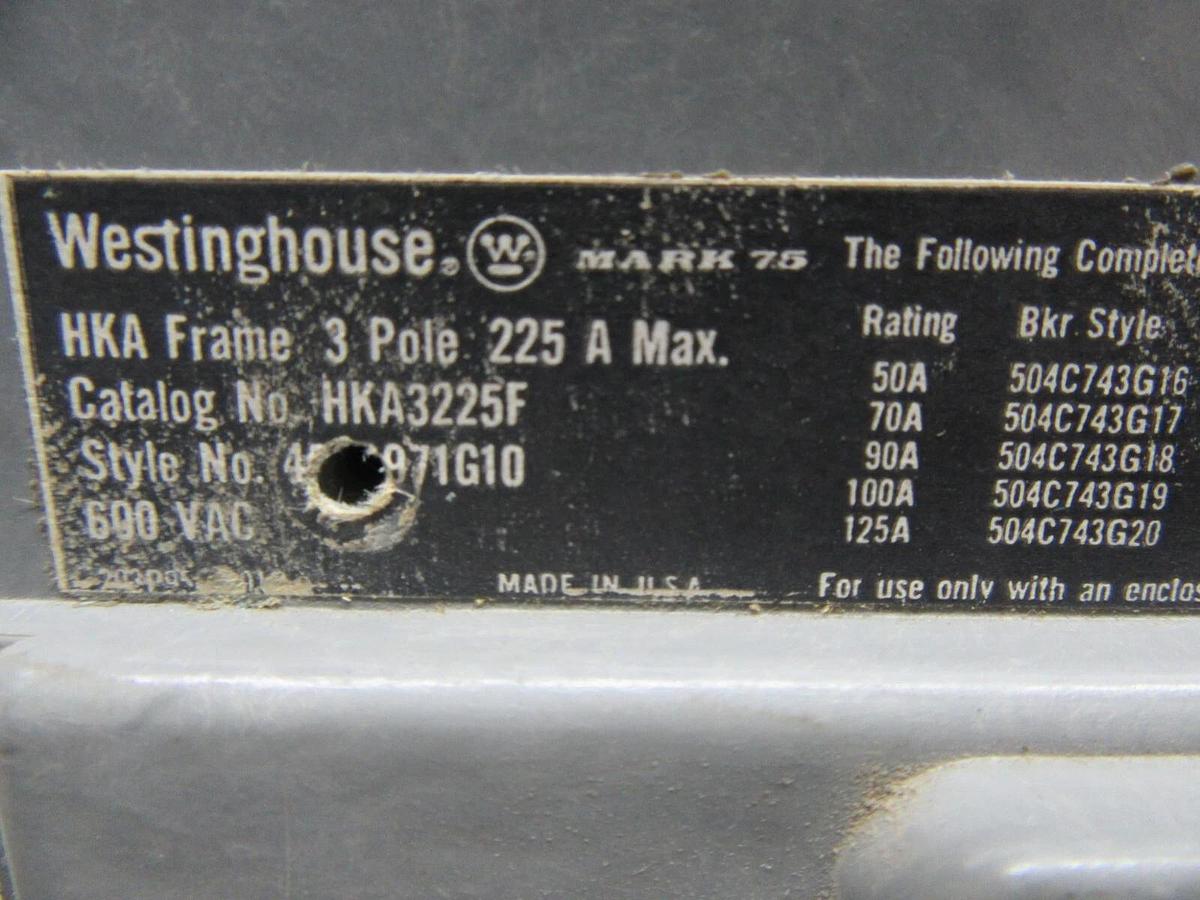 Westinghouse® W MARK 75
HKA Frame 3 Pole 225 A Max.
Catalog No. HKA3225F
Style No. 971G10
600 VAC
MADE IN U.S.A.
The Following Complete
Rating Bkr. Style
50A 504C743G16
70A 504C743G17
90A 504C743G18
100A 504C743G19
125A 504C743G20
For use only with an enclos